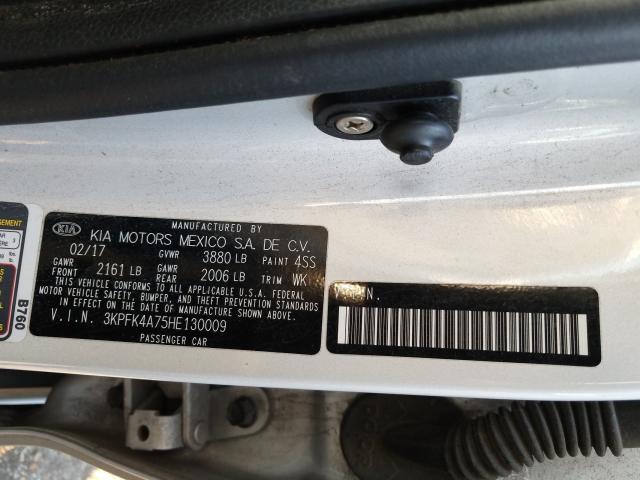 MANUFACTURED BY
KIA KIA MOTORS MEXICO S.A. DE C.V.
02/17 GVWR 3880 LB PAINT 4SS
GAWR FRONT 2161 LB GAWR REAR 2006 LB TRIM WK
THIS VEHICLE CONFORMS TO ALL APPLICABLE U.S.A. FEDERAL
MOTOR VEHICLE SAFETY, BUMPER, AND THEFT PREVENTION STANDARDS
IN EFFECT ON THE DATE OF MANUFACTURE SHOWN ABOVE.
V.I.N. 3KPFK4A75HE130009
PASSENGER CAR
V.I.N.
B760